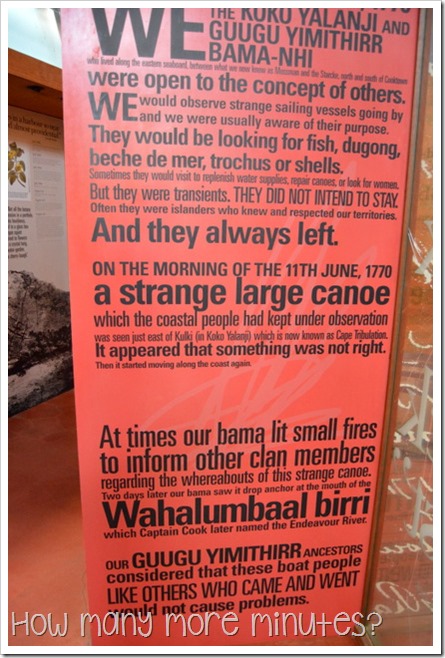 WE THE KOKO YALANJI AND
GUUGU YIMITHIRR
BAMA-NHI
who lived along the eastern seaboard, between what we now know as Mossman and the Starcke, north and south of Cooktown
were open to the concept of others.
WE would observe strange sailing vessels going by
and we were usually aware of their purpose.
They would be looking for fish, dugong,
beche de mer, trochus or shells.
Sometimes they would visit to replenish water supplies, repair canoes, or look for women.
But they were transients. THEY DID NOT INTEND TO STAY.
Often they were islanders who knew and respected our territories.
And they always left.
ON THE MORNING OF THE 11TH JUNE, 1770
a strange large canoe
which the coastal people had kept under observation
was seen just east of Kulki (in Koko Yalanji) which is now known as Cape Tribulation.
It appeared that something was not right.
Then it started moving along the coast again.
At times our bama lit small fires
to inform other clan members
regarding the whereabouts of this strange canoe.
Two days later our bama saw it drop anchor at the mouth of the
Wahalumbaal birri
which Captain Cook later named the Endeavour River.
OUR GUUGU YIMITHIRR ANCESTORS
considered that these boat people
LIKE OTHERS WHO CAME AND WENT
would not cause problems.
How many more minutes?